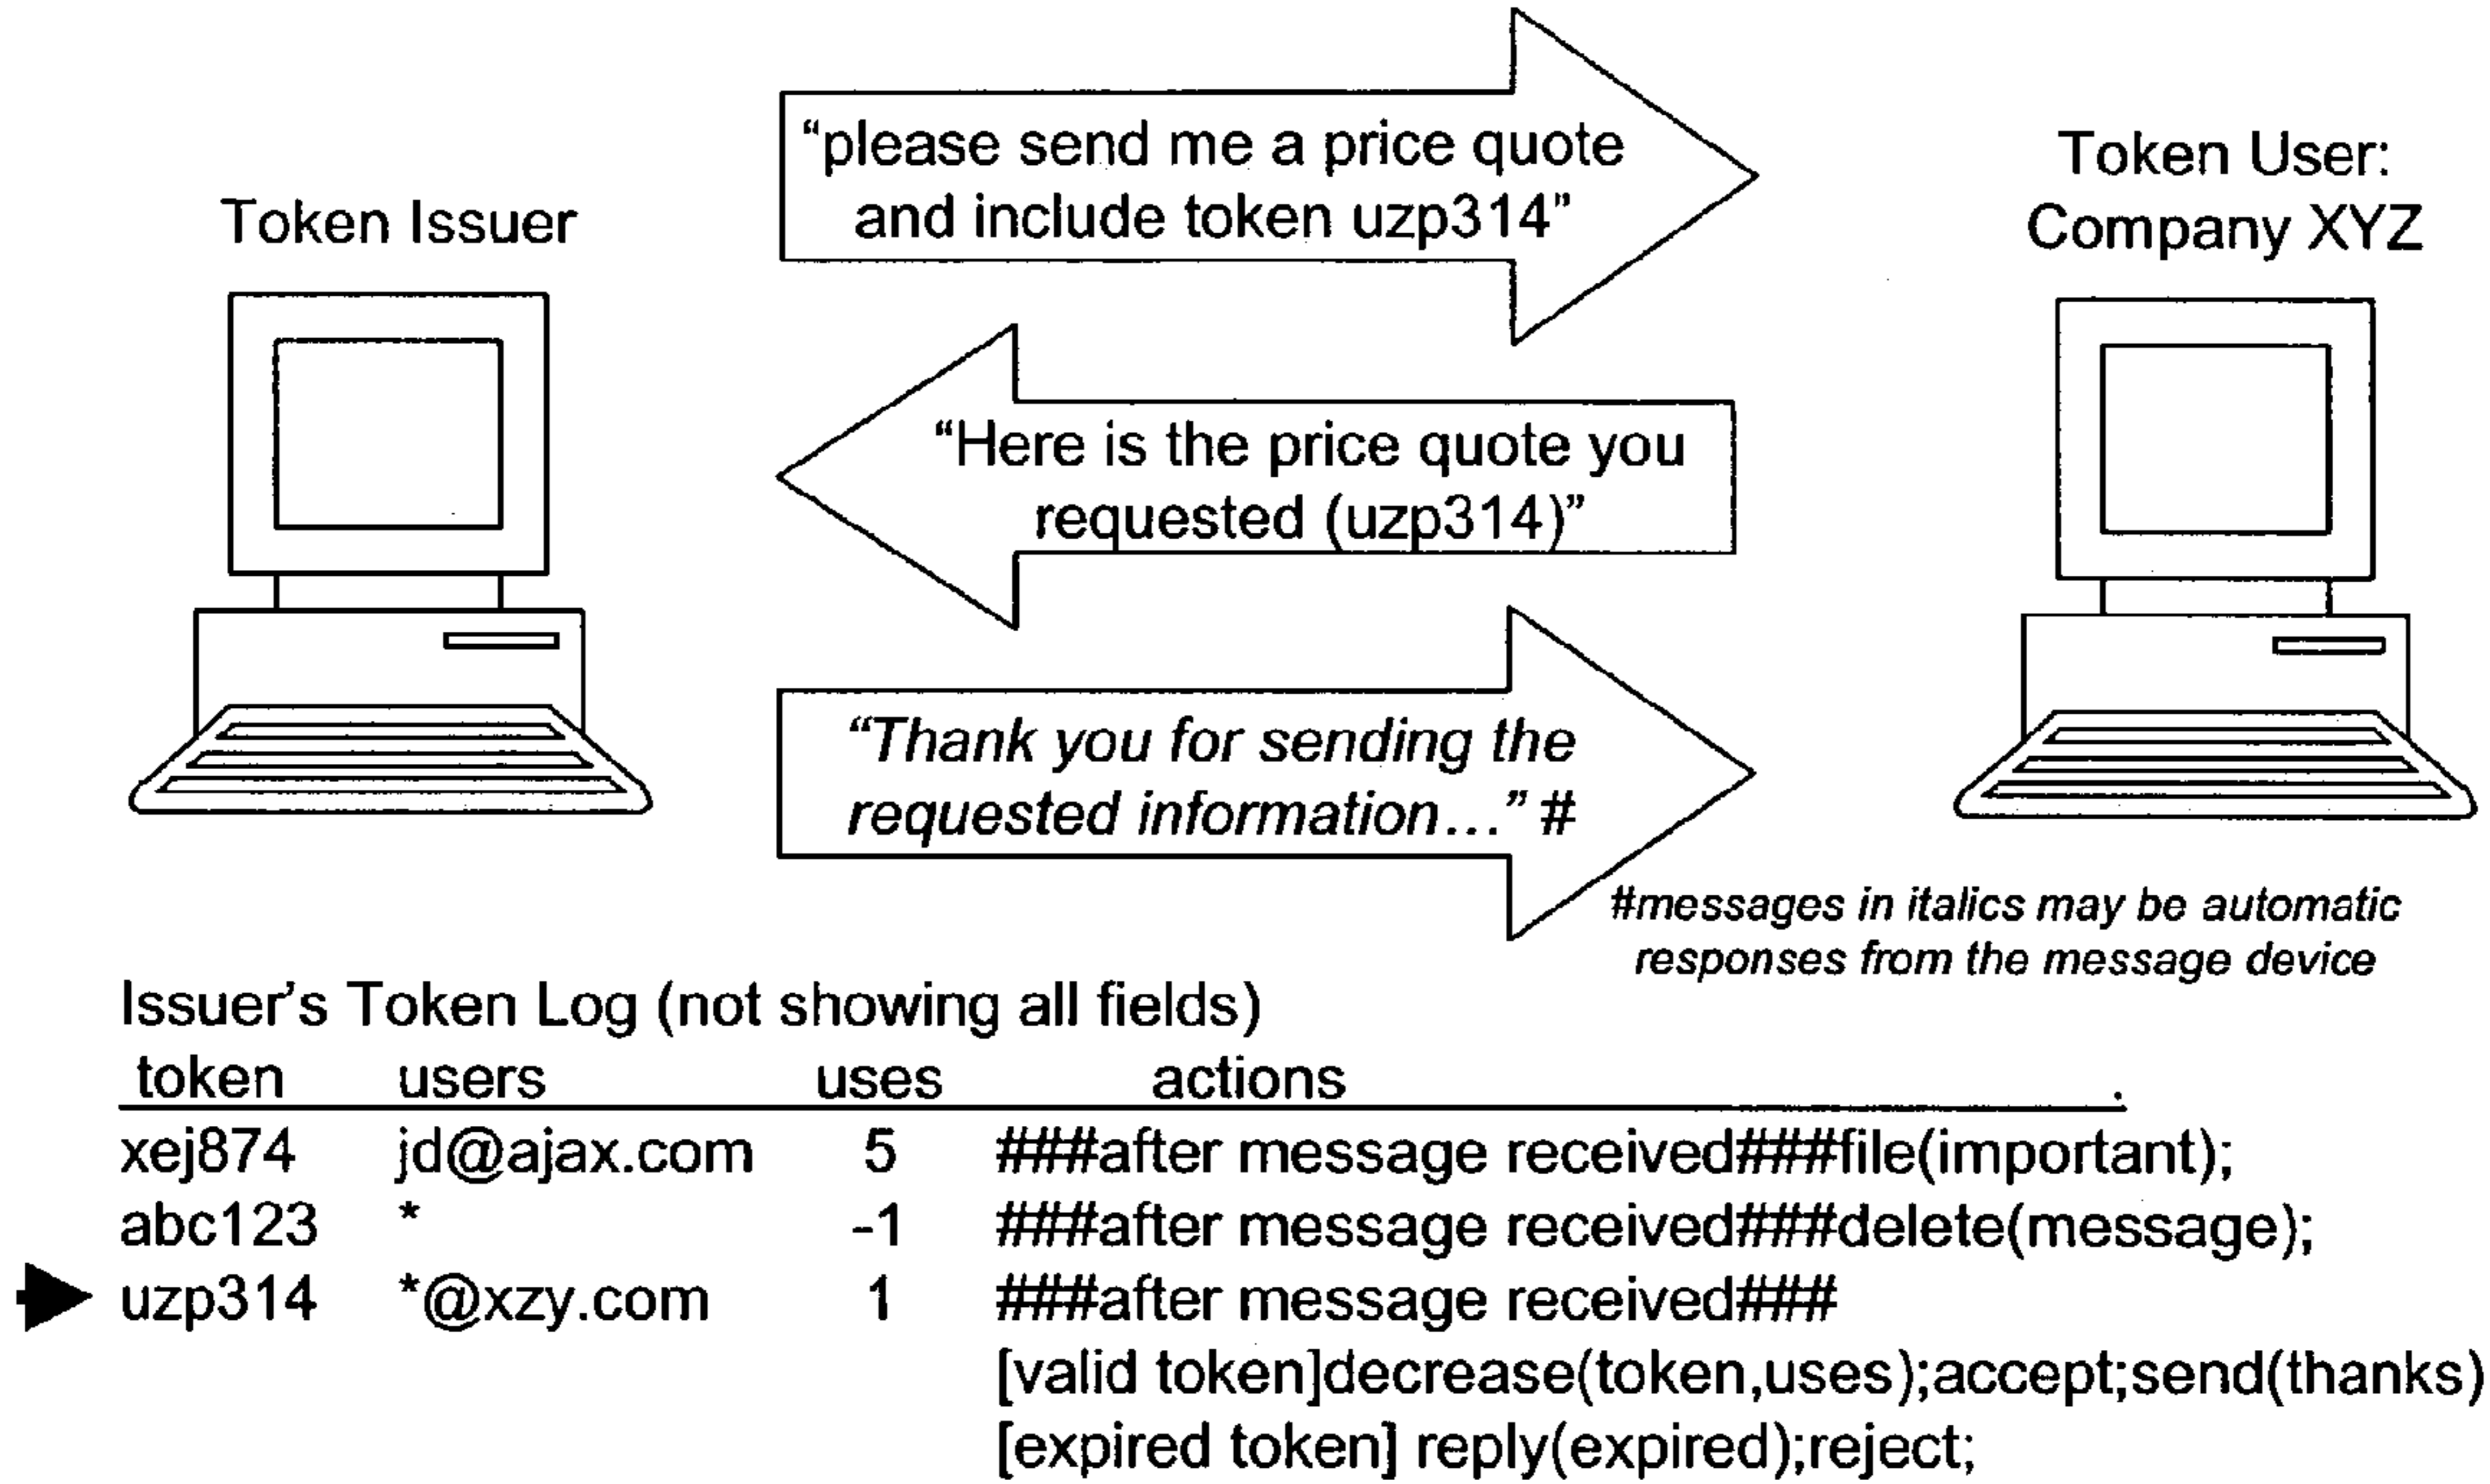 “please send me a price quote
and include token uzp314”
Token Issuer
Token User:
Company XYZ
“Here is the price quote you
requested (uzp314)”
“Thank you for sending the
requested information...” #
#messages in italics may be automatic
responses from the message device
Issuer’s Token Log (not showing all fields)
token users uses actions .
xej874 jd@ajax.com 5 ###after message received###file(important);
abc123 * -1 ###after message received###delete(message);
uzp314 *@xzy.com 1 ###after message received###
[valid token]decrease(token,uses);accept;send(thanks)
[expired token] reply(expired);reject;